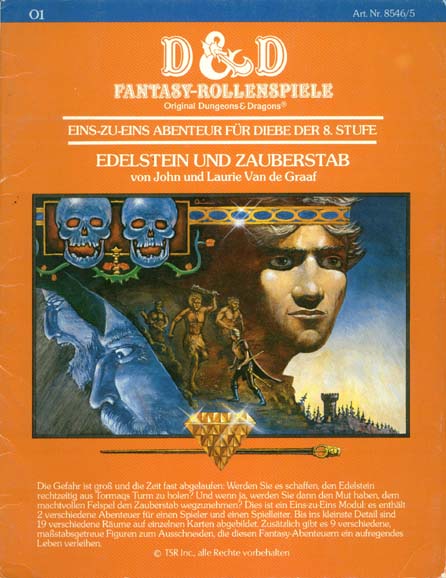 O1
Art. Nr. 8546/5
D&D
FANTASY-ROLLENSPIELE
Original Dungeons & Dragons®
EINS-ZU-EINS ABENTEUR FÜR DIEBE DER 8. STUFE
EDELSTEIN UND ZAUBERSTAB
von John und Laurie Van de Graaf
Die Gefahr ist groß und die Zeit fast abgelaufen: Werden Sie es schaffen, den Edelstein
rechtzeitig aus Tormaqs Turm zu holen? Und wenn ja, werden Sie dann den Mut haben, dem
machtvollen Felspel den Zauberstab wegzunehmen? Dies ist ein Eins-zu-Eins Modul: es enthält
2 verschiedene Abenteuer für einen Spieler und einen Spielleiter. Bis ins kleinste Detail sind
19 verschiedene Räume auf einzelnen Karten abgebildet. Zusätzlich gibt es 9 verschiedene,
maßstabsgetreue Figuren zum Ausschneiden, die diesen Fantasy-Abenteuern ein aufregendes
Leben verleihen.
© TSR Inc., alle Rechte vorbehalten